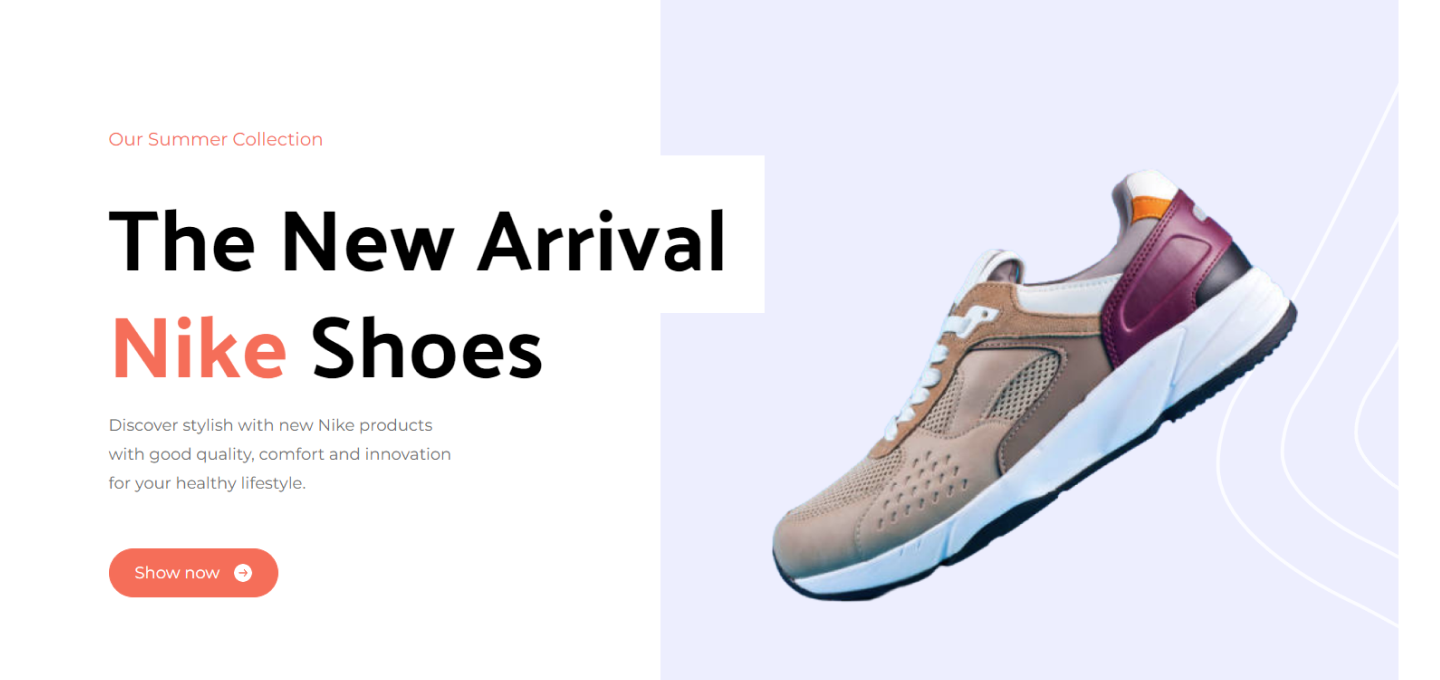 Our Summer Collection
The New Arrival
Nike Shoes
Discover stylish with new Nike products
with good quality, comfort and innovation
for your healthy lifestyle.
Show now